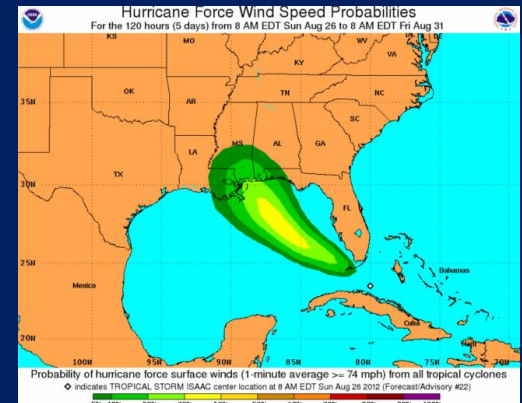 Hurricane Force Wind Speed Probabilities
For the 120 hours (5 days) from 8 AM EDT Sun Aug 26 to 8 AM EDT Fri Aug 31
KS
MO
WV
VA
KY
OK
TN
NC
35N
AR
SC
MS
AL
GA
LA
TX
30N
FL
25N
Bahamas
Mexico
Cuba
Haiti
20N
100W
95W
90W
85W
80W
75W
70W
Probability of hurricane force surface winds (1-minute average >= 74 mph) from all tropical cyclones
◇ indicates TROPICAL STORM ISAAC center location at 8 AM EDT Sun Aug 26 2012 (Forecast/Advisory #22)